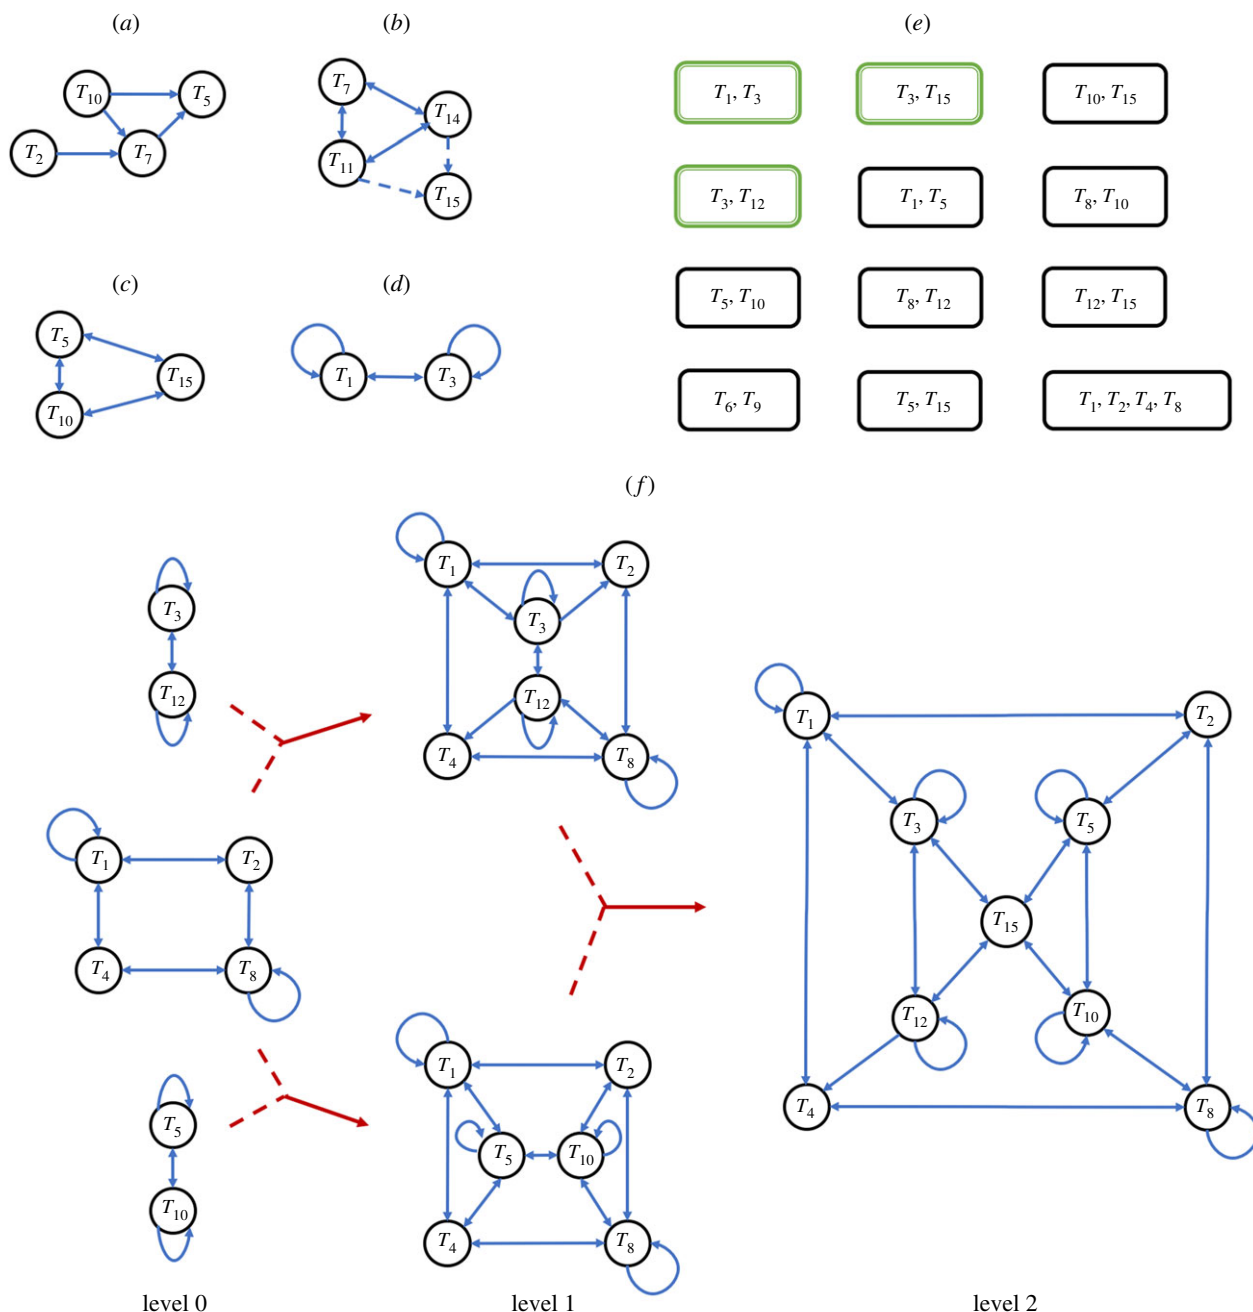 (a)
(b)
(e)
T10
T5
T2
T7
T7
T14
T11
T15
T1, T3
T3, T15
T10, T15
T3, T12
T1, T5
T8, T10
T5, T10
T8, T12
T12, T15
T6, T9
T5, T15
T1, T2, T4, T8
(c)
(d)
T5
T15
T10
T1
T3
(f)
T3
T12
T1
T2
T4
T8
T5
T10
T1
T2
T3
T12
T4
T8
T1
T2
T5
T10
T4
T8
T1
T2
T3
T5
T15
T12
T10
T4
T8
level 0
level 1
level 2